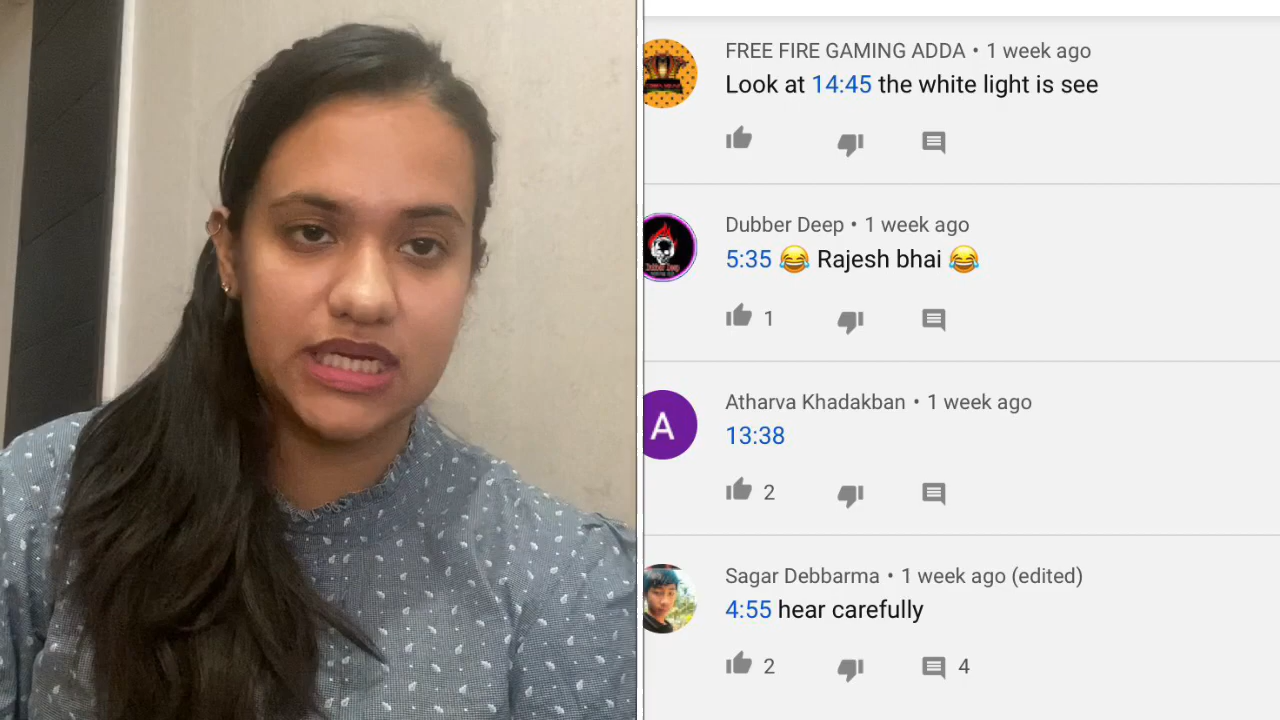 FREE FIRE GAMING ADDA • 1 week ago
Look at 14:45 the white light is see
Dubber Deep • 1 week ago
5:35 😂 Rajesh bhai 😂
1
A
Atharva Khadakban • 1 week ago
13:38
2
Sagar Debbarma • 1 week ago (edited)
4:55 hear carefully
2
4